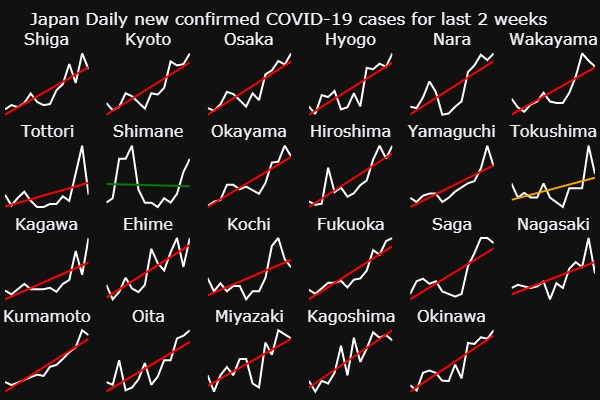 Japan Daily new confirmed COVID-19 cases for last 2 weeks
Shiga Kyoto Osaka Hyogo Nara Wakayama
Tottori Shimane Okayama Hiroshima Yamaguchi Tokushima
Kagawa Ehime Kochi Fukuoka Saga Nagasaki
Kumamoto Oita Miyazaki Kagoshima Okinawa